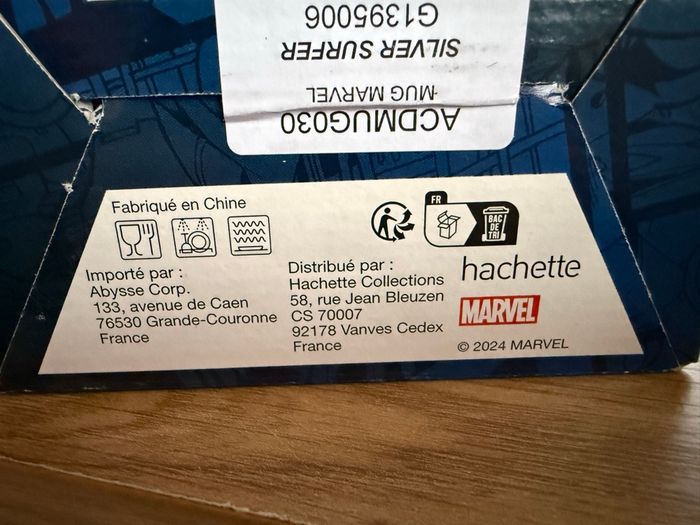 ACDMUG030
MUG MARVEL
SILVER SURFER
G1395006
Fabriqué en Chine
Importé par :
Abysse Corp.
133, avenue de Caen
76530 Grande-Couronne
France
Distribué par :
Hachette Collections
58, rue Jean Bleuzen
CS 70007
92178 Vanves Cedex
France
FR
BAC
DE
TRI
hachette
MARVEL
© 2024 MARVEL